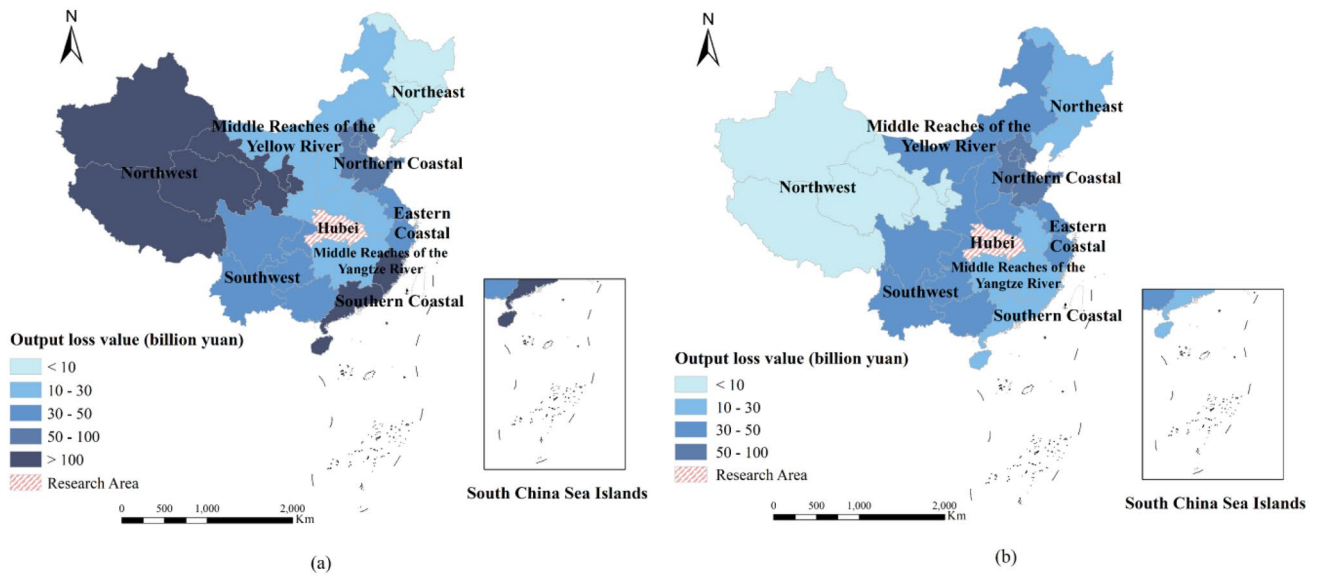 N
Northeast
Middle Reaches of the
Yellow River
Northwest
Northern Coastal
Eastern
Coastal
Hubei
Middle Reaches of the
Yangtze River
Southwest
Southern Coastal
Output loss value (billion yuan)
< 10
10 - 30
30 - 50
50 - 100
> 100
Research Area
South China Sea Islands
0 500 1,000 2,000
Km
(a)
N
Northeast
Middle Reaches of the
Yellow River
Northwest
Northern Coastal
Eastern
Coastal
Hubei
Middle Reaches of the
Yangtze River
Southwest
Southern Coastal
Output loss value (billion yuan)
< 10
10 - 30
30 - 50
50 - 100
Research Area
South China Sea Islands
0 500 1,000 2,000
Km
(b)